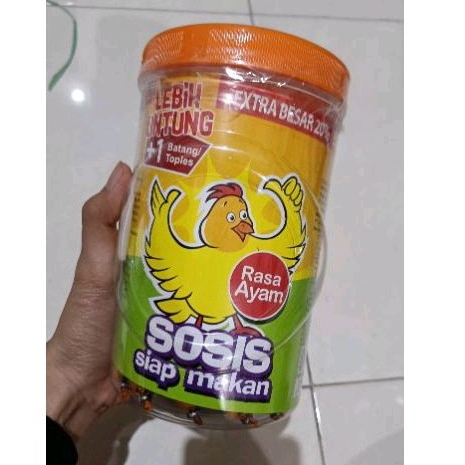 LEBIH
UNTUNG
+1 Batang/
Toples
EXTRA BESAR 20%
Rasa
Ayam
SOSIS
siap makan